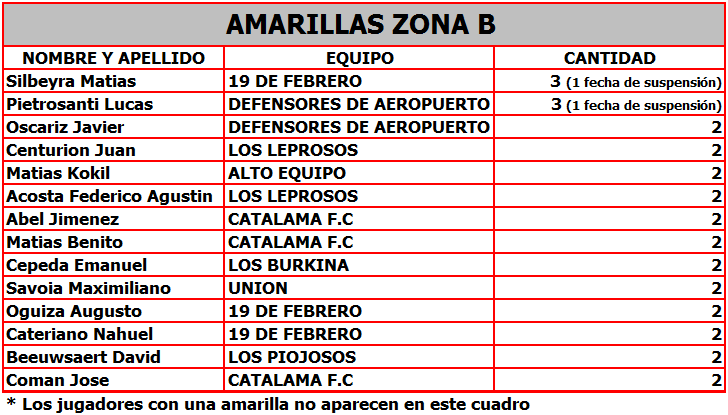 AMARILLAS ZONA B
NOMBRE Y APELLIDO EQUIPO CANTIDAD
Silbeyra Matias 19 DE FEBRERO 3 (1 fecha de suspensión)
Pietrosanti Lucas DEFENSORES DE AEROPUERTO 3 (1 fecha de suspensión)
Oscariz Javier DEFENSORES DE AEROPUERTO 2
Centurion Juan LOS LEPROSOS 2
Matias Kokil ALTO EQUIPO 2
Acosta Federico Agustin LOS LEPROSOS 2
Abel Jimenez CATALAMA F.C 2
Matias Benito CATALAMA F.C 2
Cepeda Emanuel LOS BURKINA 2
Savoia Maximiliano UNION 2
Oguiza Augusto 19 DE FEBRERO 2
Cateriano Nahuel 19 DE FEBRERO 2
Beeuwsaert David LOS PIOJOSOS 2
Coman Jose CATALAMA F.C 2
* Los jugadores con una amarilla no aparecen en este cuadro